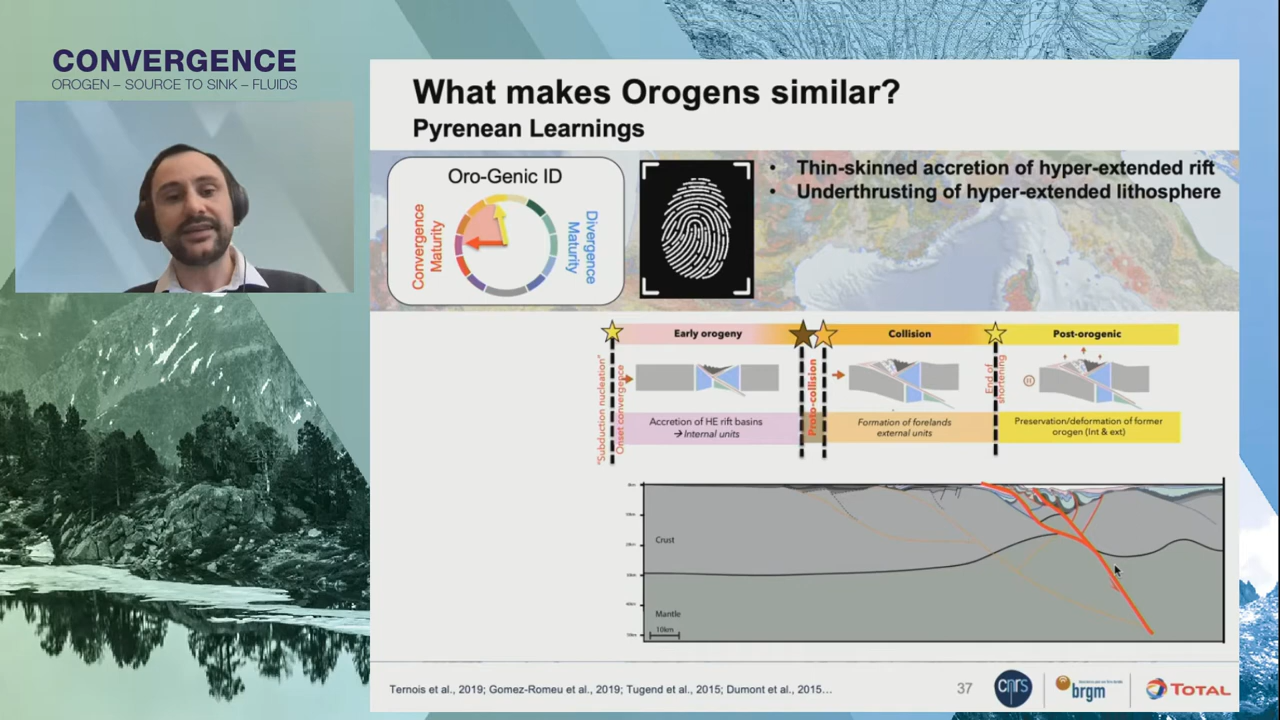 CONVERGENCE
OROGEN – SOURCE TO SINK – FLUIDS
What makes Orogens similar?
Pyrenean Learnings
Oro-Genic ID
Convergence
Maturity
Divergence
Maturity
• Thin-skinned accretion of hyper-extended rift
• Underthrusting of hyper-extended lithosphere
Early orogeny
Collision
Post-orogenic
"Subduction nucleation"
Onset convergence
Proto-collision
End of
shortening
H
Accretion of HE rift basins
→ Internal units
Formation of forelands
external units
Preservation/deformation of former
orogen (Int & ext)
Crust
Mantle
10km
Ternois et al., 2019; Gomez-Romeu et al., 2019; Tugend et al., 2015; Dumont et al., 2015...
37
cnrs
brgm
TOTAL